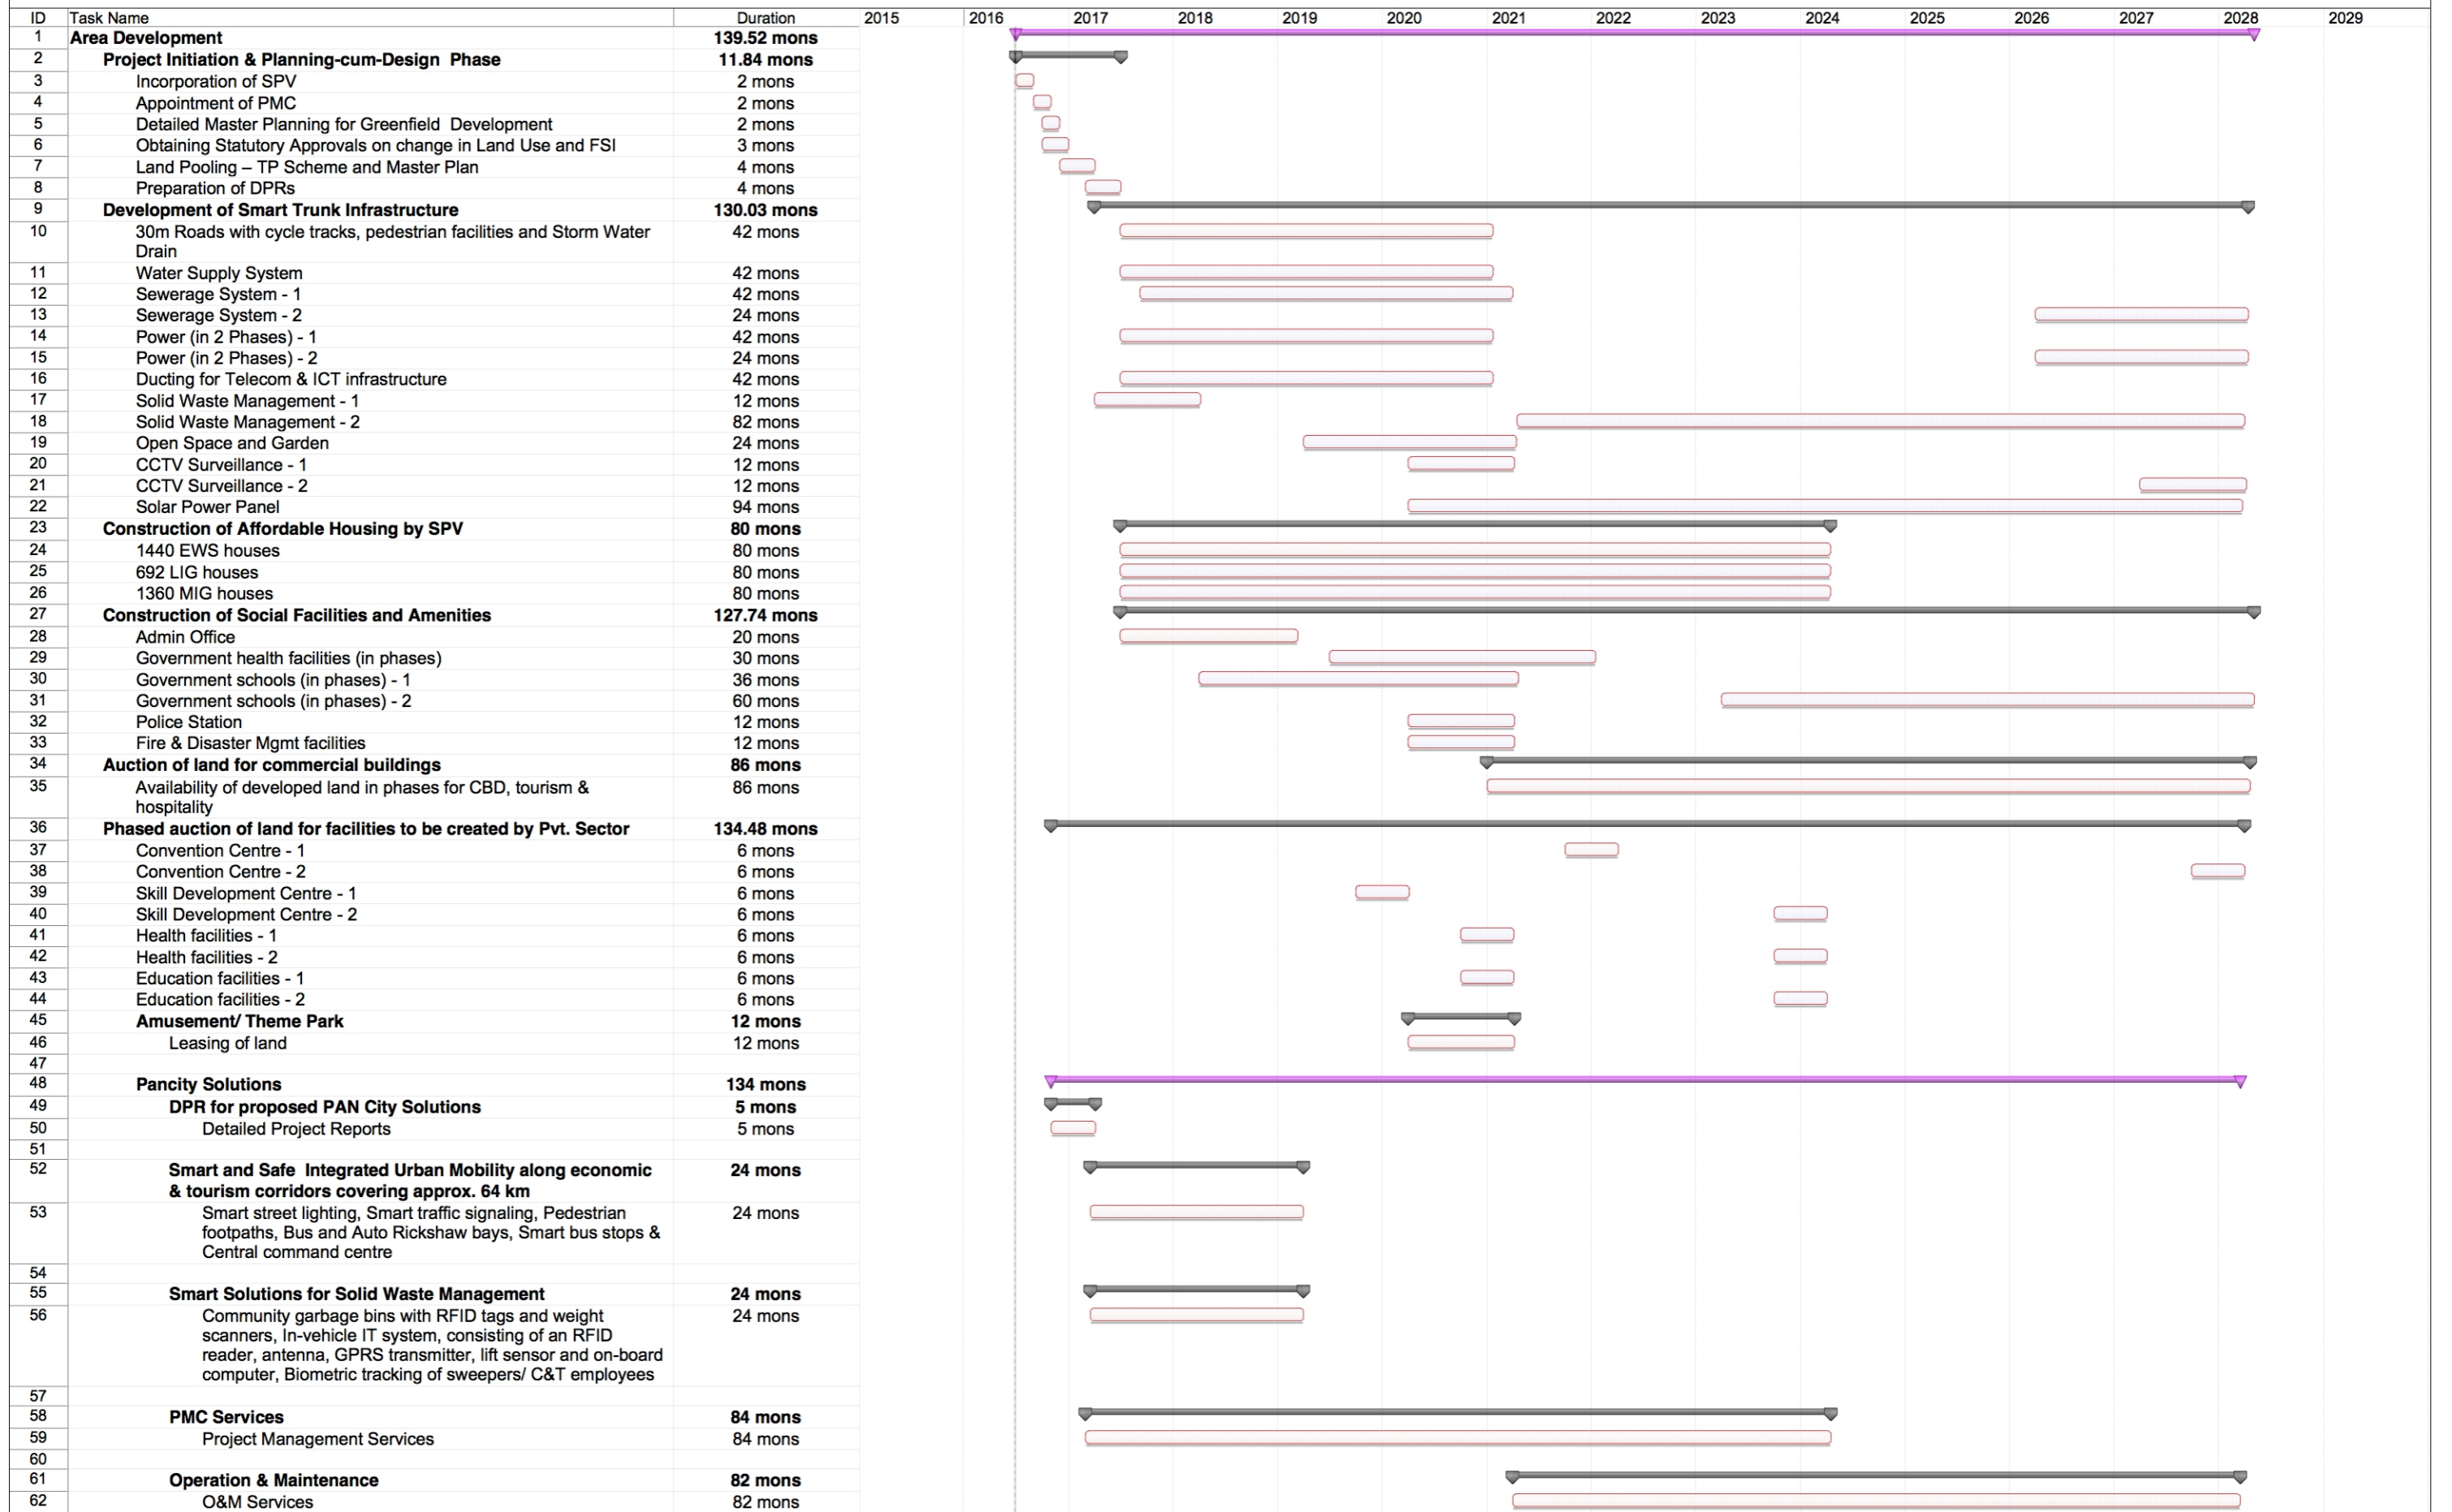 ID Task Name Duration 2015 2016 2017 2018 2019 2020 2021 2022 2023 2024 2025 2026 2027 2028 2029
1 Area Development 139.52 mons
2 Project Initiation & Planning-cum-Design Phase 11.84 mons
3 Incorporation of SPV 2 mons
4 Appointment of PMC 2 mons
5 Detailed Master Planning for Greenfield Development 2 mons
6 Obtaining Statutory Approvals on change in Land Use and FSI 3 mons
7 Land Pooling – TP Scheme and Master Plan 4 mons
8 Preparation of DPRs 4 mons
9 Development of Smart Trunk Infrastructure 130.03 mons
10 30m Roads with cycle tracks, pedestrian facilities and Storm Water 42 mons
Drain
11 Water Supply System 42 mons
12 Sewerage System - 1 42 mons
13 Sewerage System - 2 24 mons
14 Power (in 2 Phases) - 1 42 mons
15 Power (in 2 Phases) - 2 24 mons
16 Ducting for Telecom & ICT infrastructure 42 mons
17 Solid Waste Management - 1 12 mons
18 Solid Waste Management - 2 82 mons
19 Open Space and Garden 24 mons
20 CCTV Surveillance - 1 12 mons
21 CCTV Surveillance - 2 12 mons
22 Solar Power Panel 94 mons
23 Construction of Affordable Housing by SPV 80 mons
24 1440 EWS houses 80 mons
25 692 LIG houses 80 mons
26 1360 MIG houses 80 mons
27 Construction of Social Facilities and Amenities 127.74 mons
28 Admin Office 20 mons
29 Government health facilities (in phases) 30 mons
30 Government schools (in phases) - 1 36 mons
31 Government schools (in phases) - 2 60 mons
32 Police Station 12 mons
33 Fire & Disaster Mgmt facilities 12 mons
34 Auction of land for commercial buildings 86 mons
35 Availability of developed land in phases for CBD, tourism & 86 mons
hospitality
36 Phased auction of land for facilities to be created by Pvt. Sector 134.48 mons
37 Convention Centre - 1 6 mons
38 Convention Centre - 2 6 mons
39 Skill Development Centre - 1 6 mons
40 Skill Development Centre - 2 6 mons
41 Health facilities - 1 6 mons
42 Health facilities - 2 6 mons
43 Education facilities - 1 6 mons
44 Education facilities - 2 6 mons
45 Amusement/ Theme Park 12 mons
46 Leasing of land 12 mons
47
48 Pancity Solutions 134 mons
49 DPR for proposed PAN City Solutions 5 mons
50 Detailed Project Reports 5 mons
51
52 Smart and Safe Integrated Urban Mobility along economic 24 mons
& tourism corridors covering approx. 64 km
53 Smart street lighting, Smart traffic signaling, Pedestrian 24 mons
footpaths, Bus and Auto Rickshaw bays, Smart bus stops &
Central command centre
54
55 Smart Solutions for Solid Waste Management 24 mons
56 Community garbage bins with RFID tags and weight 24 mons
scanners, In-vehicle IT system, consisting of an RFID
reader, antenna, GPRS transmitter, lift sensor and on-board
computer, Biometric tracking of sweepers/ C&T employees
57
58 PMC Services 84 mons
59 Project Management Services 84 mons
60
61 Operation & Maintenance 82 mons
62 O&M Services 82 mons